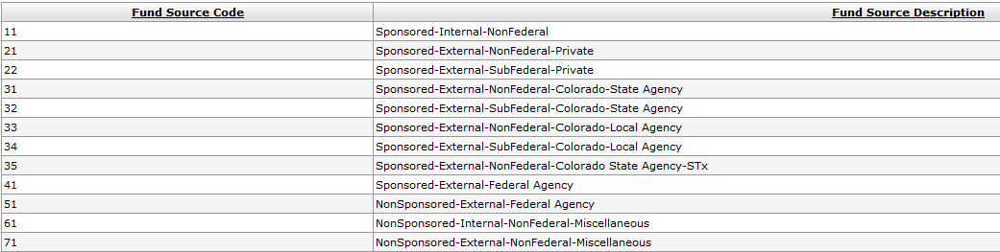 Fund Source Code Fund Source Description
11 Sponsored-Internal-NonFederal
21 Sponsored-External-NonFederal-Private
22 Sponsored-External-SubFederal-Private
31 Sponsored-External-NonFederal-Colorado-State Agency
32 Sponsored-External-SubFederal-Colorado-State Agency
33 Sponsored-External-NonFederal-Colorado-Local Agency
34 Sponsored-External-SubFederal-Colorado-Local Agency
35 Sponsored-External-NonFederal-Colorado State Agency-STx
41 Sponsored-External-Federal Agency
51 NonSponsored-External-Federal Agency
61 NonSponsored-Internal-NonFederal-Miscellaneous
71 NonSponsored-External-NonFederal-Miscellaneous